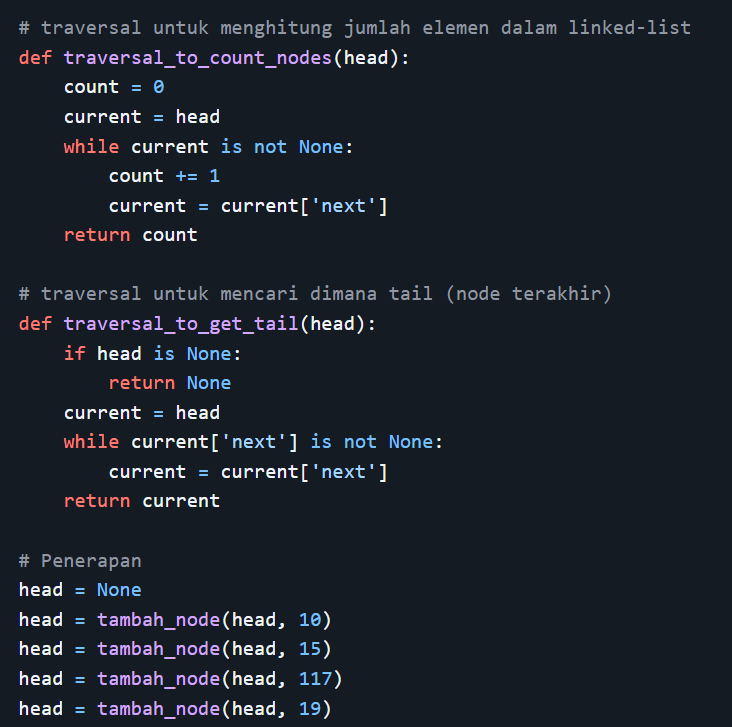 # traversal untuk menghitung jumlah elemen dalam linked-list
def traversal_to_count_nodes(head):
    count = 0
    current = head
    while current is not None:
        count += 1
        current = current['next']
    return count

# traversal untuk mencari dimana tail (node terakhir)
def traversal_to_get_tail(head):
    if head is None:
        return None
    current = head
    while current['next'] is not None:
        current = current['next']
    return current

# Penerapan
head = None
head = tambah_node(head, 10)
head = tambah_node(head, 15)
head = tambah_node(head, 117)
head = tambah_node(head, 19)